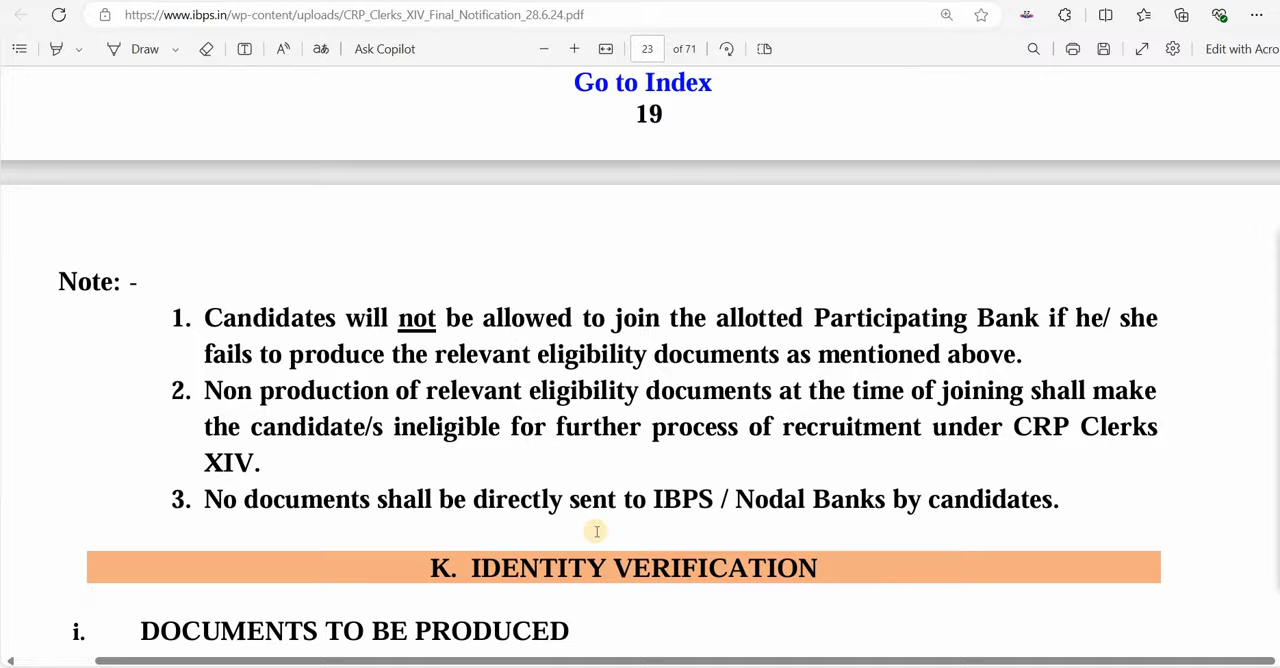 https://www.ibps.in/wp-content/uploads/CRP_Clerks_XIV_Final_Notification_28.6.24.pdf
Draw
Ask Copilot
23 of 71
Edit with Acro
Go to Index
19
Note: -
1. Candidates will not be allowed to join the allotted Participating Bank if he/ she
fails to produce the relevant eligibility documents as mentioned above.
2. Non production of relevant eligibility documents at the time of joining shall make
the candidate/s ineligible for further process of recruitment under CRP Clerks
XIV.
3. No documents shall be directly sent to IBPS / Nodal Banks by candidates.
K. IDENTITY VERIFICATION
i. DOCUMENTS TO BE PRODUCED